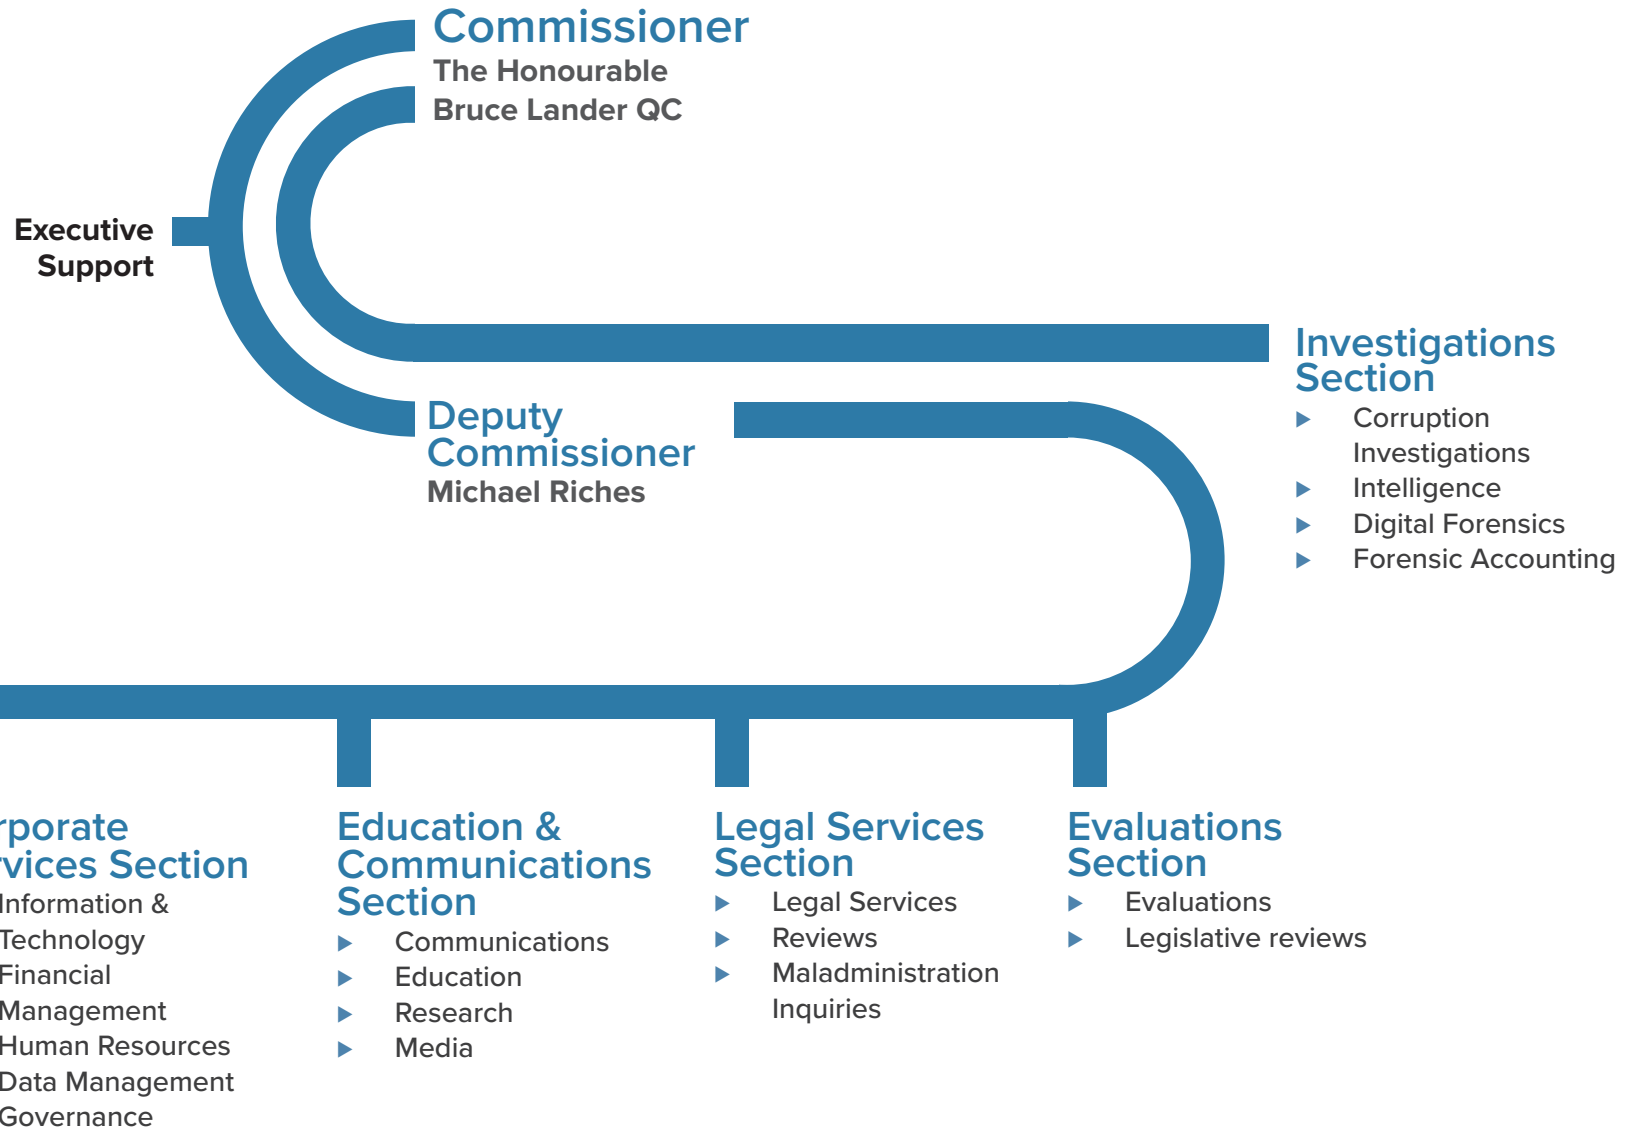 Commissioner
The Honourable
Bruce Lander QC
Executive
Support
Investigations
Section
Corruption
Investigations
Intelligence
Digital Forensics
Forensic Accounting
Deputy
Commissioner
Michael Riches
rporate
vices Section
Information &
Technology
Financial
Management
Human Resources
Data Management
Governance
Education &
Communications
Section
Communications
Education
Research
Media
Legal Services
Section
Legal Services
Reviews
Maladministration
Inquiries
Evaluations
Section
Evaluations
Legislative reviews